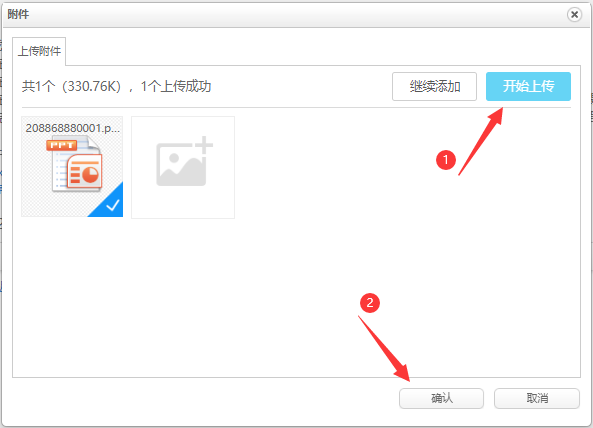 附件
上传附件
共1个（330.76K），1个上传成功
继续添加
开始上传
208868880001.p...
PPT
1
2
确认
取消